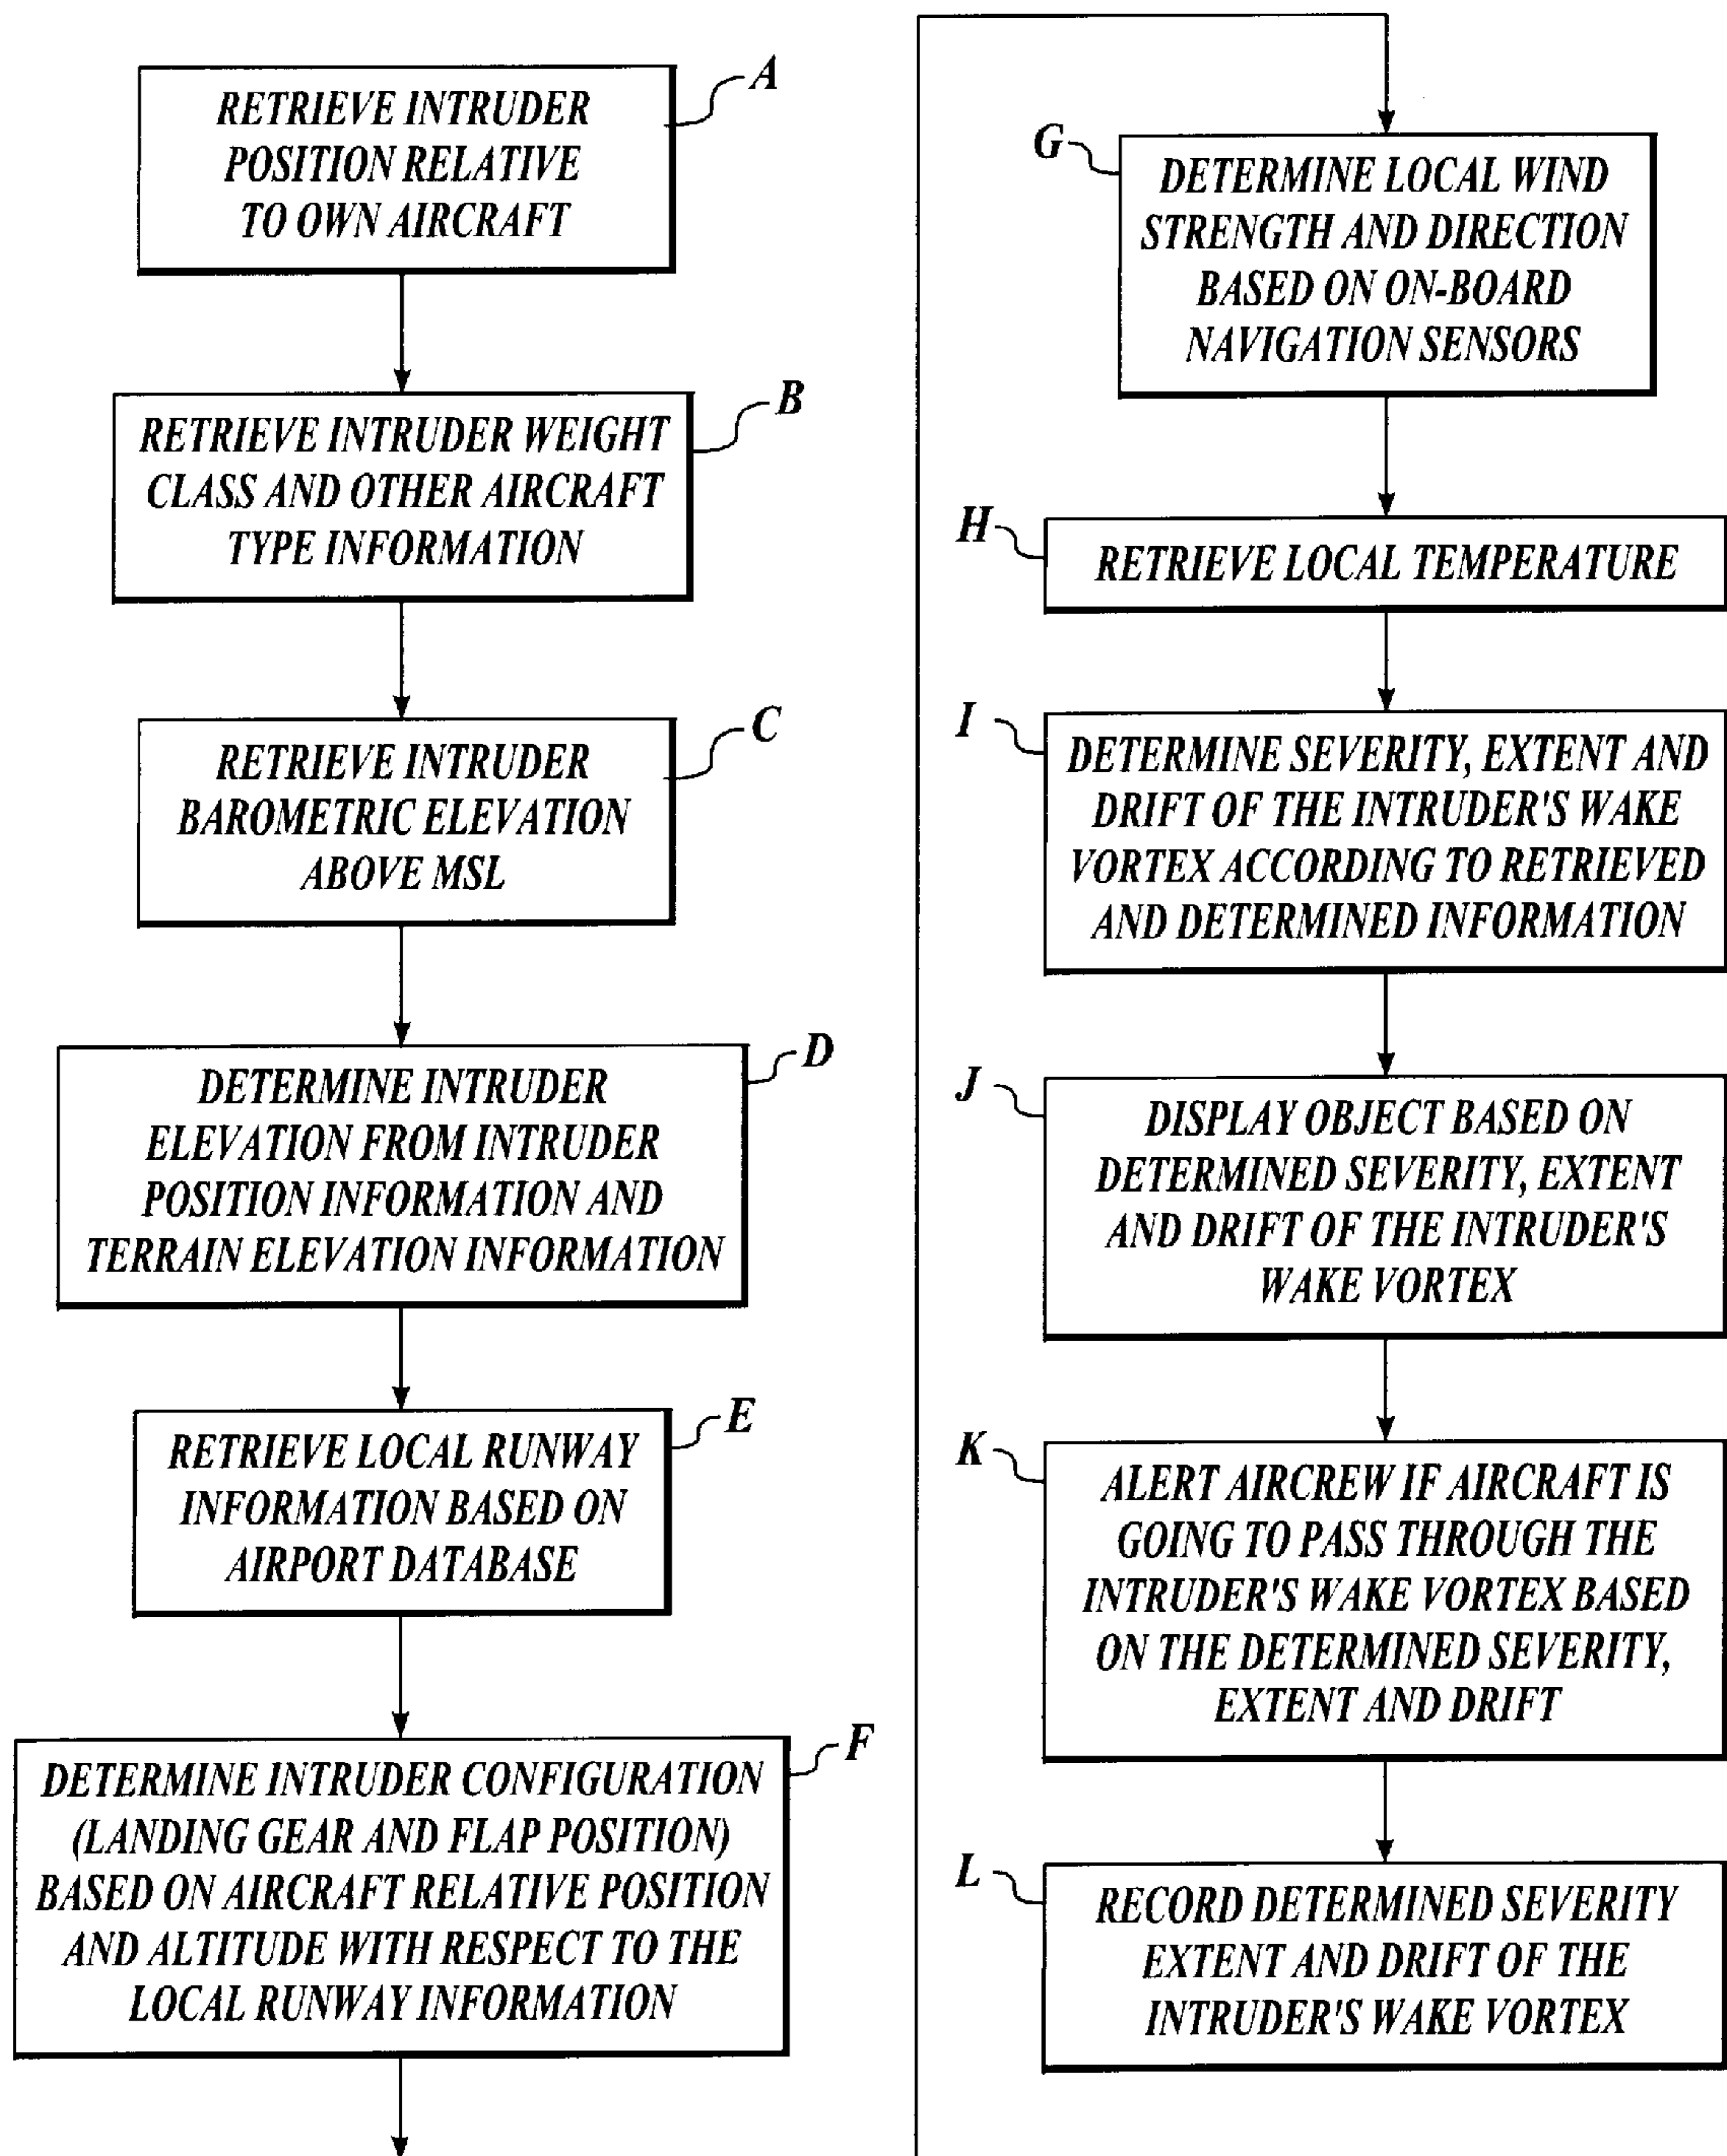 A
RETRIEVE INTRUDER
POSITION RELATIVE
TO OWN AIRCRAFT
B
RETRIEVE INTRUDER WEIGHT
CLASS AND OTHER AIRCRAFT
TYPE INFORMATION
C
RETRIEVE INTRUDER
BAROMETRIC ELEVATION
ABOVE MSL
D
DETERMINE INTRUDER
ELEVATION FROM INTRUDER
POSITION INFORMATION AND
TERRAIN ELEVATION INFORMATION
E
RETRIEVE LOCAL RUNWAY
INFORMATION BASED ON
AIRPORT DATABASE
F
DETERMINE INTRUDER CONFIGURATION
(LANDING GEAR AND FLAP POSITION)
BASED ON AIRCRAFT RELATIVE POSITION
AND ALTITUDE WITH RESPECT TO THE
LOCAL RUNWAY INFORMATION
G
DETERMINE LOCAL WIND
STRENGTH AND DIRECTION
BASED ON ON-BOARD
NAVIGATION SENSORS
H
RETRIEVE LOCAL TEMPERATURE
I
DETERMINE SEVERITY, EXTENT AND
DRIFT OF THE INTRUDER'S WAKE
VORTEX ACCORDING TO RETRIEVED
AND DETERMINED INFORMATION
J
DISPLAY OBJECT BASED ON
DETERMINED SEVERITY, EXTENT
AND DRIFT OF THE INTRUDER'S
WAKE VORTEX
K
ALERT AIRCREW IF AIRCRAFT IS
GOING TO PASS THROUGH THE
INTRUDER'S WAKE VORTEX BASED
ON THE DETERMINED SEVERITY,
EXTENT AND DRIFT
L
RECORD DETERMINED SEVERITY
EXTENT AND DRIFT OF THE
INTRUDER'S WAKE VORTEX